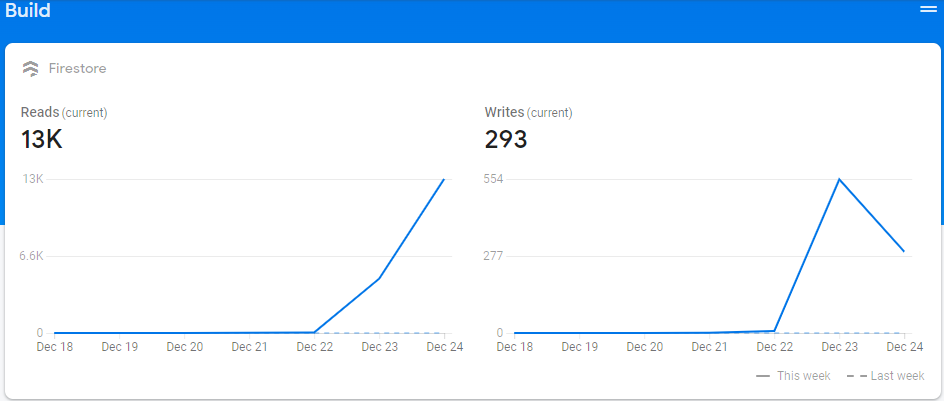 Build
Firestore
Reads (current)
13K
13K
6.6K
0
Dec 18 Dec 19 Dec 20 Dec 21 Dec 22 Dec 23 Dec 24
Writes (current)
293
554
277
0
Dec 18 Dec 19 Dec 20 Dec 21 Dec 22 Dec 23 Dec 24
This week Last week